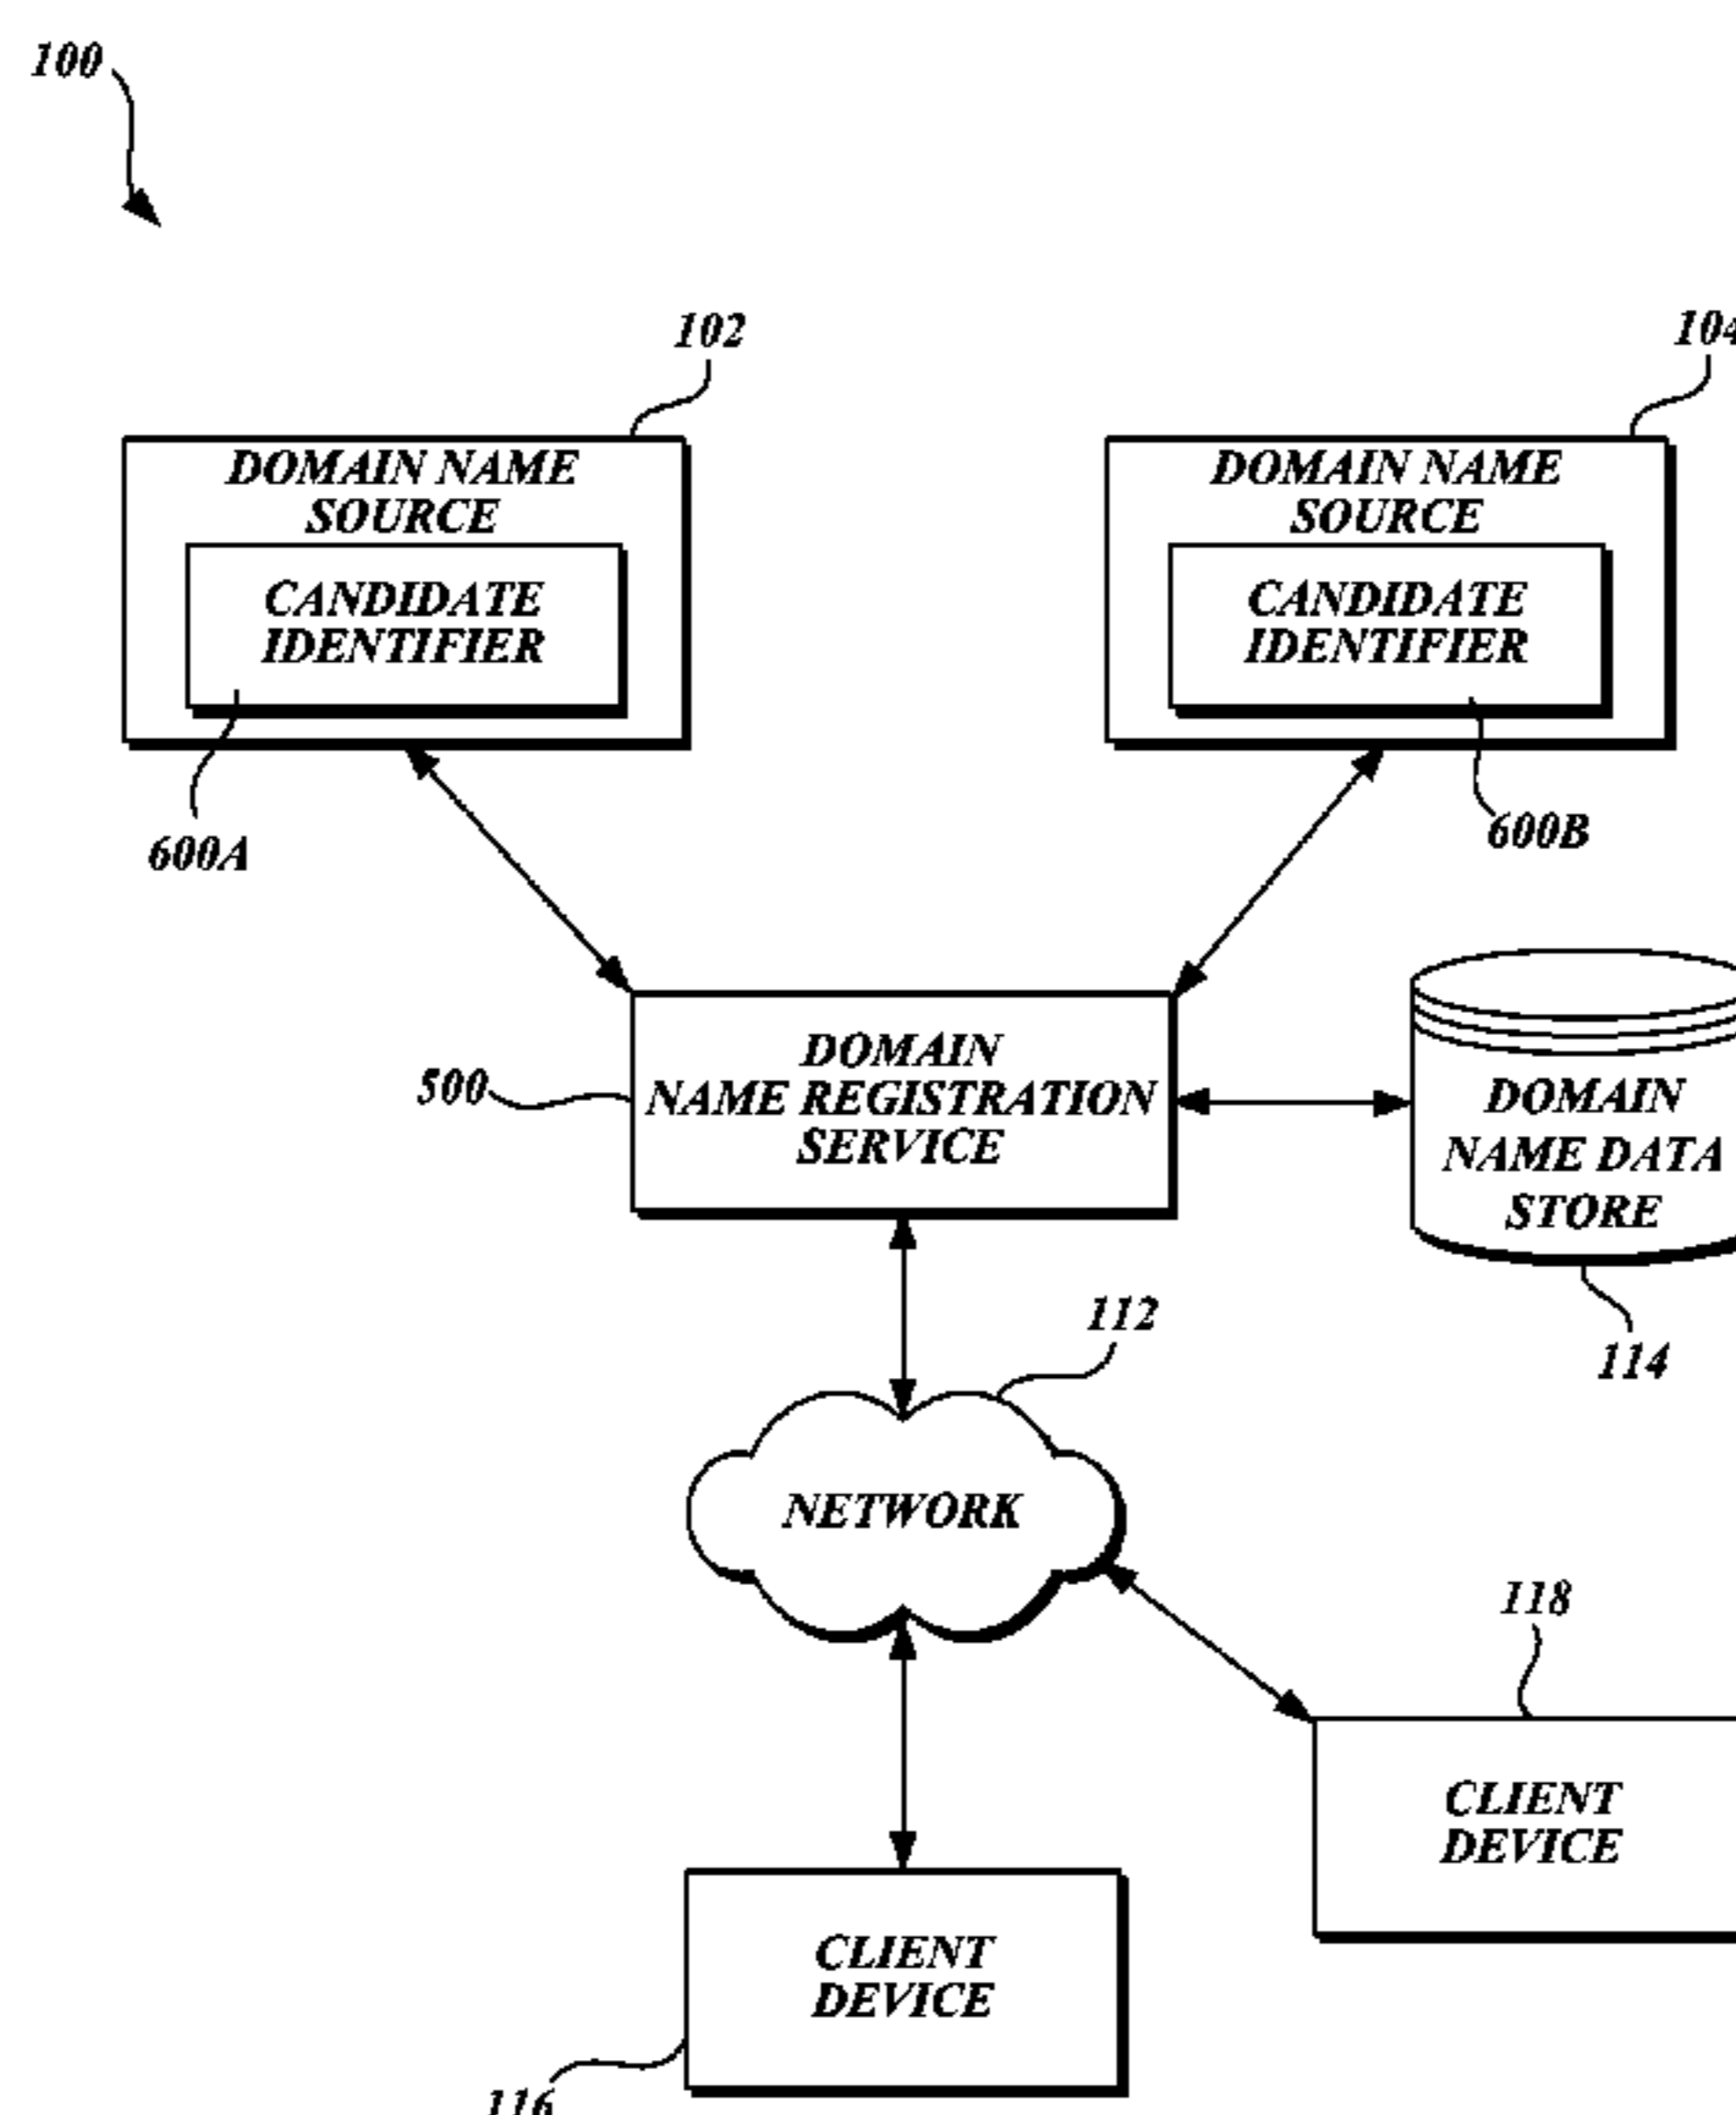 100
102
104
DOMAIN NAME
SOURCE
CANDIDATE
IDENTIFIER
DOMAIN NAME
SOURCE
CANDIDATE
IDENTIFIER
600A
600B
DOMAIN
NAME REGISTRATION
SERVICE
500
DOMAIN
NAME DATA
STORE
112
114
NETWORK
118
CLIENT
DEVICE
CLIENT
DEVICE
116